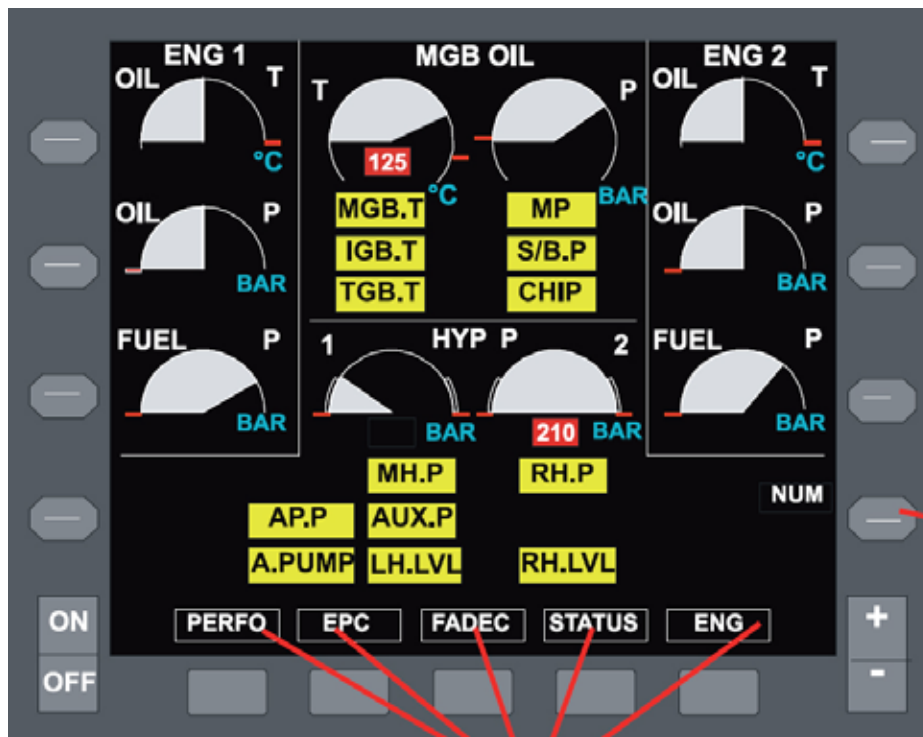 ENG 1
OIL T
°C
OIL P
BAR
FUEL P
BAR
MGB OIL
T P
125
°C BAR
MGB.T MP
IGB.T S/B.P
TGB.T CHIP
1 HYP P 2
BAR 210 BAR
ENG 2
OIL T
°C
OIL P
BAR
FUEL P
BAR
MH.P RH.P
NUM
AP.P AUX.P
A.PUMP LH.LVL RH.LVL
PERFO EPC FADEC STATUS ENG
ON
OFF
+
-